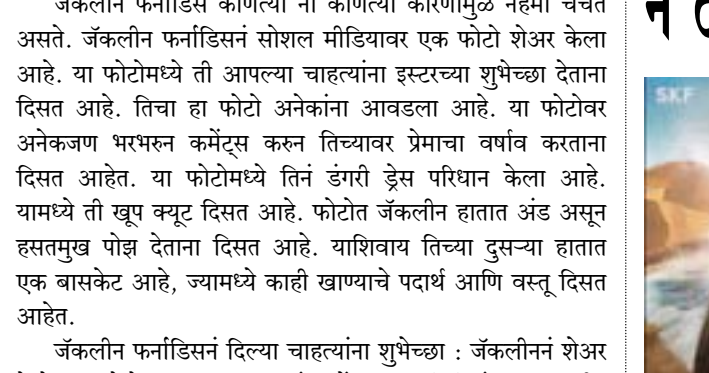 जॅकलीन फर्नांडिस कोणत्या ना कोणत्या कारणामुळे नेहमी चर्चेत
असते. जॅकलीन फर्नांडिसनं सोशल मीडियावर एक फोटो शेअर केला
आहे. या फोटोमध्ये ती आपल्या चाहत्यांना इस्टरच्या शुभेच्छा देताना
दिसत आहे. तिचा हा फोटो अनेकांना आवडला आहे. या फोटोवर
अनेकजण भरभरुन कमेंट्स करुन तिच्यावर प्रेमाचा वर्षाव करताना
दिसत आहेत. या फोटोमध्ये तिनं डंगरी ड्रेस परिधान केला आहे.
यामध्ये ती खूप क्यूट दिसत आहे. फोटोत जॅकलीन हातात अंड असून
हसतमुख पोझ देताना दिसत आहे. याशिवाय तिच्या दुसऱ्या हातात
एक बासकेट आहे, ज्यामध्ये काही खाण्याचे पदार्थ आणि वस्तू दिसत
आहेत.
जॅकलीन फर्नाडिसनं दिल्या चाहत्यांना शुभेच्छा : जॅकलीननं शेअर
SKF